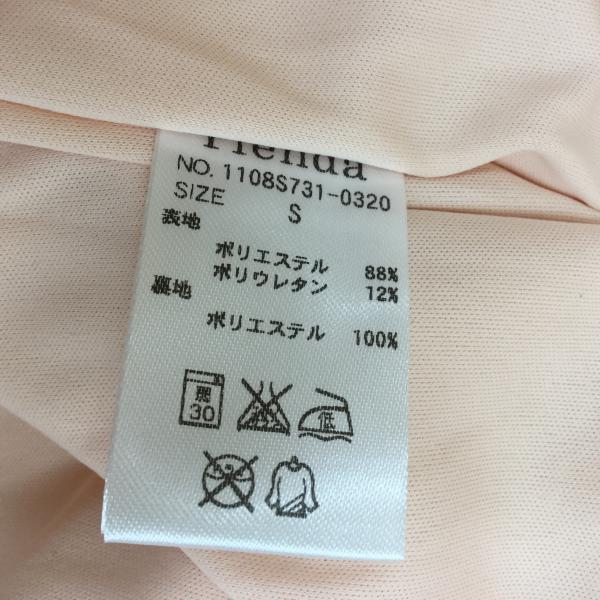 rienda
NO. 1108S731-0320
SIZE S
表地
ポリエステル 88%
ポリウレタン 12%
裏地
ポリエステル 100%
30 低